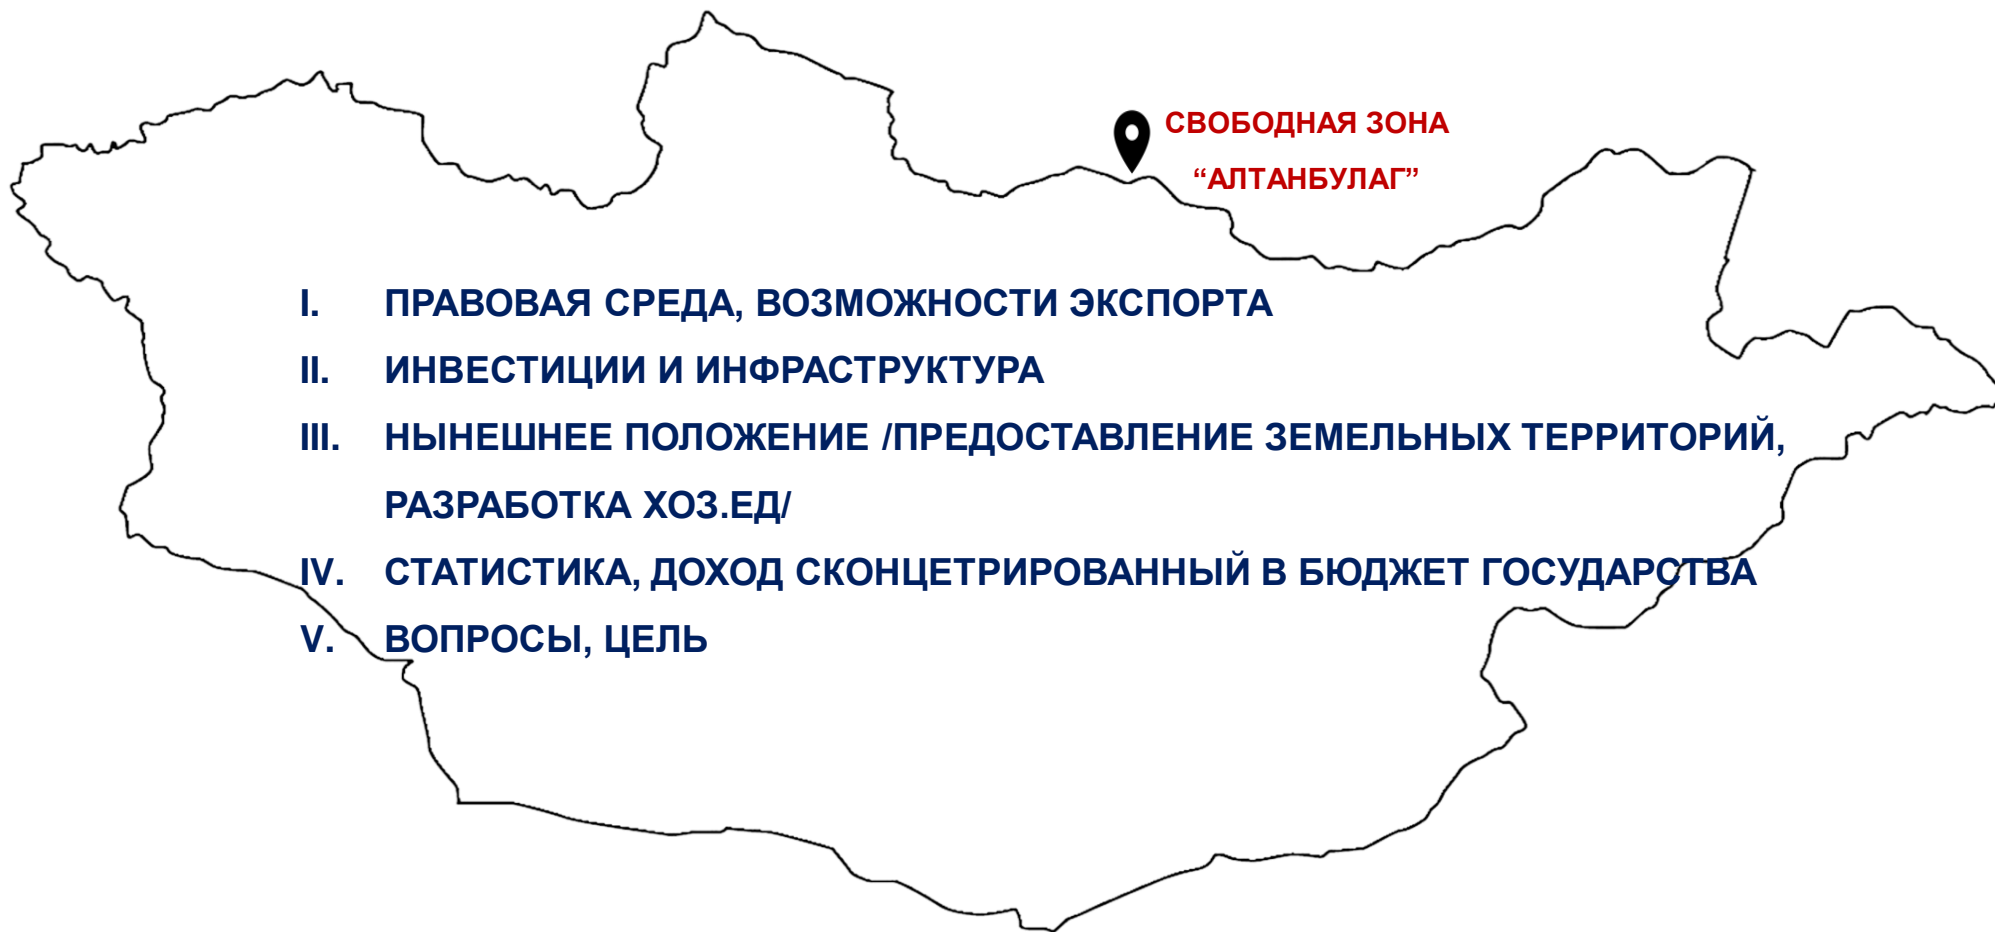 СВОБОДНАЯ ЗОНА
“АЛТАНБУЛАГ”
I. ПРАВОВАЯ СРЕДА, ВОЗМОЖНОСТИ ЭКСПОРТА
II. ИНВЕСТИЦИИ И ИНФРАСТРУКТУРА
III. НЫНЕШНЕЕ ПОЛОЖЕНИЕ /ПРЕДОСТАВЛЕНИЕ ЗЕМЕЛЬНЫХ ТЕРРИТОРИЙ,
РАЗРАБОТКА ХОЗ.ЕД/
IV. СТАТИСТИКА, ДОХОД СКОНЦЕТРИРОВАННЫЙ В БЮДЖЕТ ГОСУДАРСТВА
V. ВОПРОСЫ, ЦЕЛЬ